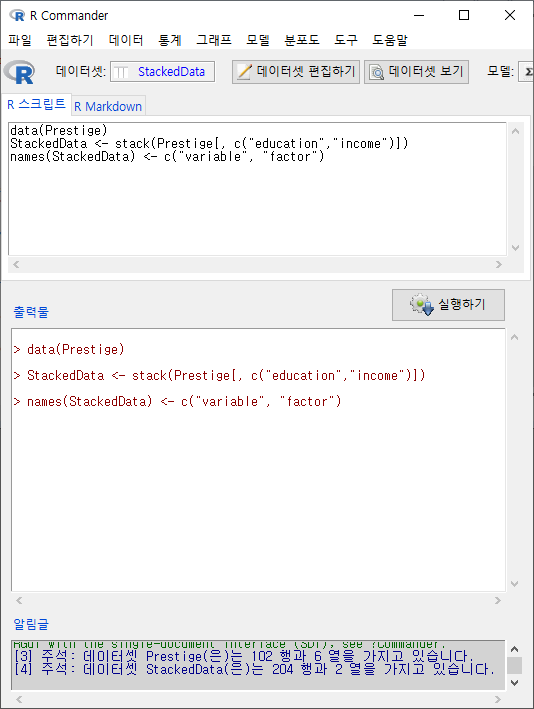 R Commander
파일 편집하기 데이터 통계 그래프 모델 분포도 도구 도움말
데이터셋: StackedData 데이터셋 편집하기 데이터셋 보기 모델: Σ
R 스크립트 R Markdown
data(Prestige)
StackedData <- stack(Prestige[, c("education","income")])
names(StackedData) <- c("variable", "factor")
실행하기
출력물
> data(Prestige)
> StackedData <- stack(Prestige[, c("education","income")])
> names(StackedData) <- c("variable", "factor")
알림글
RGui with the single-document interface (SDI); see ?Commander.
[3] 주석: 데이터셋 Prestige(은)는 102 행과 6 열을 가지고 있습니다.
[4] 주석: 데이터셋 StackedData(은)는 204 행과 2 열을 가지고 있습니다.